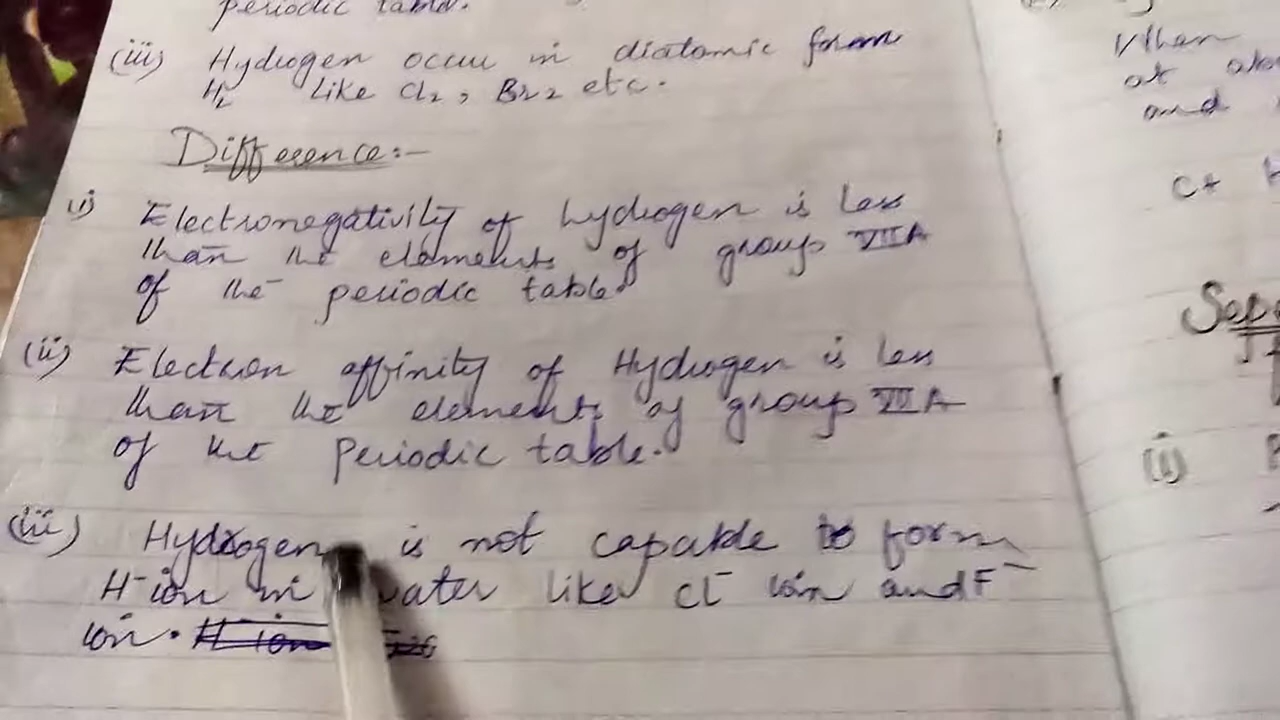 periodic table.
(iii) Hydrogen occur in diatomic form
H2 like Cl2, Br2 etc.
Difference:-
(i) Electronegativity of hydrogen is less
than the elements of group VIIA
of the periodic table.
(ii) Electron affinity of Hydrogen is less
than the elements of group VIIA
of the Periodic table.
(iii) Hydrogen is not capable to form
H- ion in water like Cl- ion and F-
ion. H ion
When
at
and
(i)